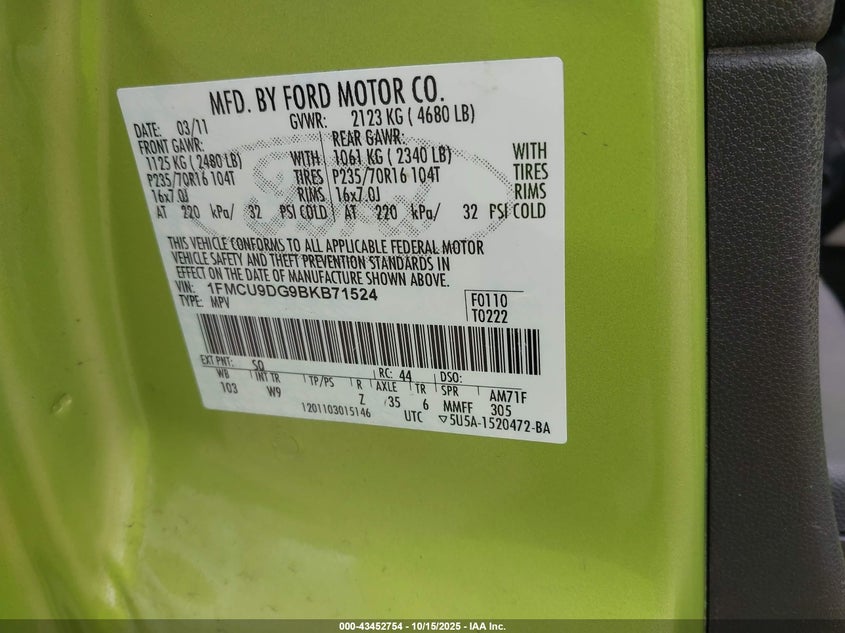 MFD. BY FORD MOTOR CO.
DATE: 03/11 GVWR: 2123 KG ( 4680 LB)
FRONT GAWR: REAR GAWR:
1125 KG ( 2480 LB) WITH 1061 KG ( 2340 LB) WITH
P235/70R16 104T TIRES P235/70R16 104T TIRES
16x7.0J RIMS 16x7.0J RIMS
AT 220 kPa/ 32 PSI COLD AT 220 kPa/ 32 PSI COLD
THIS VEHICLE CONFORMS TO ALL APPLICABLE FEDERAL MOTOR
VEHICLE SAFETY AND THEFT PREVENTION STANDARDS IN
EFFECT ON THE DATE OF MANUFACTURE SHOWN ABOVE.
VIN: 1FMCU9DG9BKB71524 F0110
TYPE: MPV T0222
EXT PNT: SQ RC: 44 DSO:
WB INT TR TP/PS R AXLE TR SPR AM71F
103 W9 Z 35 6 MMFF 305
1201103015146 UTC ▽5U5A-1520472-BA
000-43452754 - 10/15/2025 - IAA Inc.